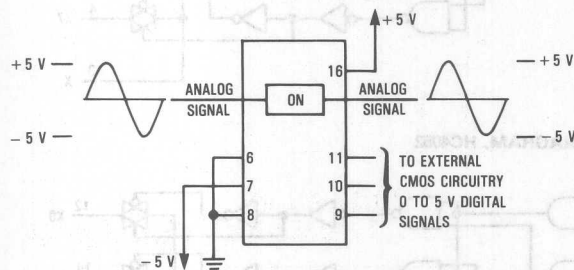 +5 V
16
+5 V
+5 V
ANALOG
SIGNAL
ON
ANALOG
SIGNAL
-5 V
-5 V
6
7
8
11
10
9
TO EXTERNAL
CMOS CIRCUITRY
0 TO 5 V DIGITAL
SIGNALS
-5 V